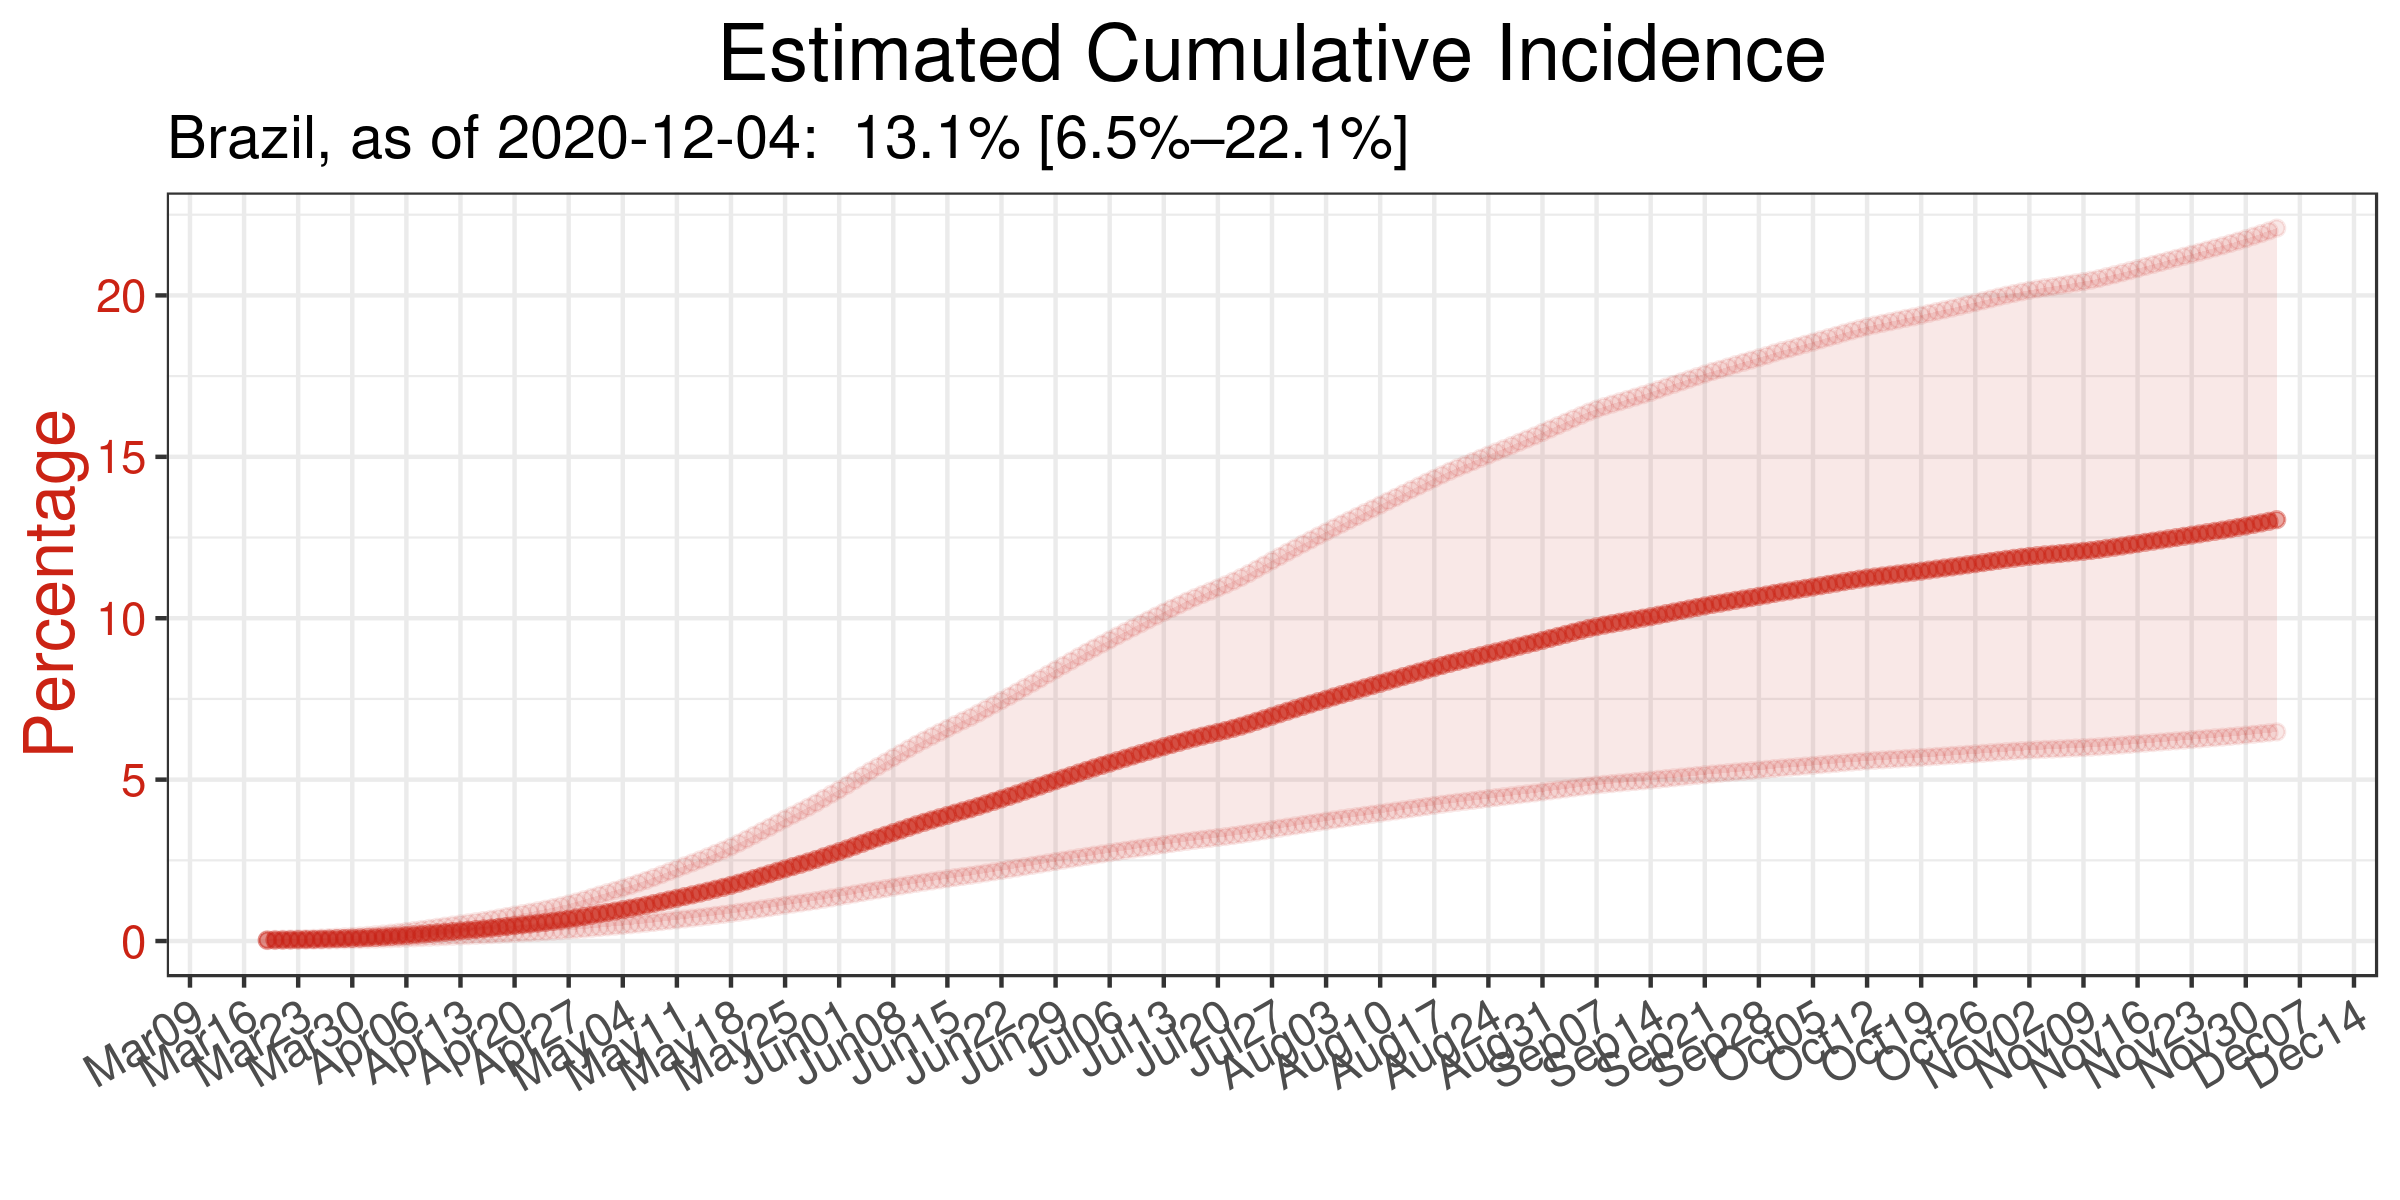 Estimated Cumulative Incidence
Brazil, as of 2020-12-04:  13.1% [6.5%–22.1%]
Percentage
20
15
10
5
0
Mar09
Mar16
Mar23
Mar30
Apr06
Apr13
Apr20
Apr27
May04
May11
May18
May25
Jun01
Jun08
Jun15
Jun22
Jun29
Jul06
Jul13
Jul20
Jul27
Aug03
Aug10
Aug17
Aug24
Aug31
Sep07
Sep14
Sep21
Sep28
Oct05
Oct12
Oct19
Oct26
Nov02
Nov09
Nov16
Nov23
Nov30
Dec07
Dec14